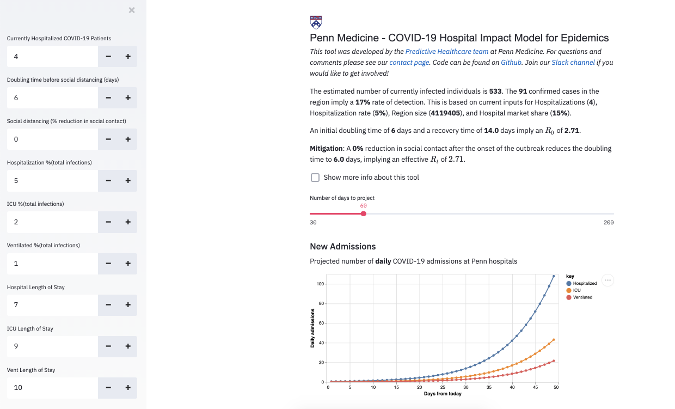 ×
Currently Hospitalized COVID-19 Patients
4 − +
Doubling time before social distancing (days)
6 − +
Social distancing (% reduction in social contact)
0 − +
Hospitalization %(total infections)
5 − +
ICU %(total infections)
2 − +
Ventilated %(total infections)
1 − +
Hospital Length of Stay
7 − +
ICU Length of Stay
9 − +
Vent Length of Stay
10 − +
Penn Medicine - COVID-19 Hospital Impact Model for Epidemics
This tool was developed by the Predictive Healthcare team at Penn Medicine. For questions and
comments please see our contact page. Code can be found on Github. Join our Slack channel if you
would like to get involved!
The estimated number of currently infected individuals is 533. The 91 confirmed cases in the
region imply a 17% rate of detection. This is based on current inputs for Hospitalizations (4),
Hospitalization rate (5%), Region size (4119405), and Hospital market share (15%).
An initial doubling time of 6 days and a recovery time of 14.0 days imply an R0 of 2.71.
Mitigation: A 0% reduction in social contact after the onset of the outbreak reduces the doubling
time to 6.0 days, implying an effective Rt of 2.71.
Show more info about this tool
Number of days to project
60
30 200
New Admissions
Projected number of daily COVID-19 admissions at Penn hospitals
key
Hospitalized
ICU
Ventilated
Daily admissions
100
80
60
40
20
0
0 5 10 15 20 25 30 35 40 45 50
Days from today